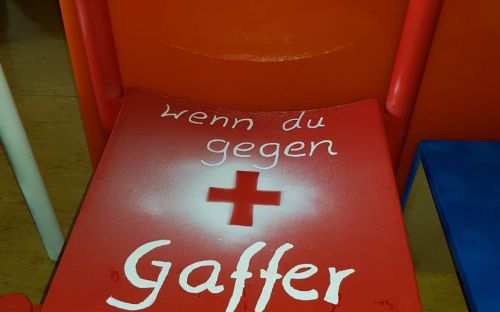 wenn du
gegen
Gaffer